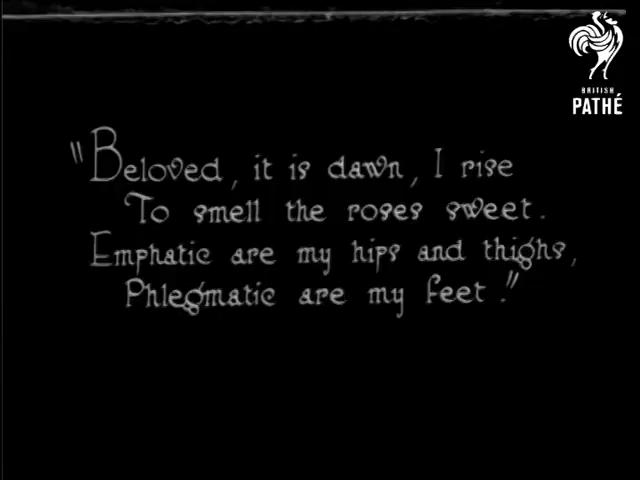 BRITISH
PATHÉ
"Beloved, it is dawn, I rise
To smell the roses sweet.
Emphatic are my hips and thighs,
Phlegmatic are my feet."